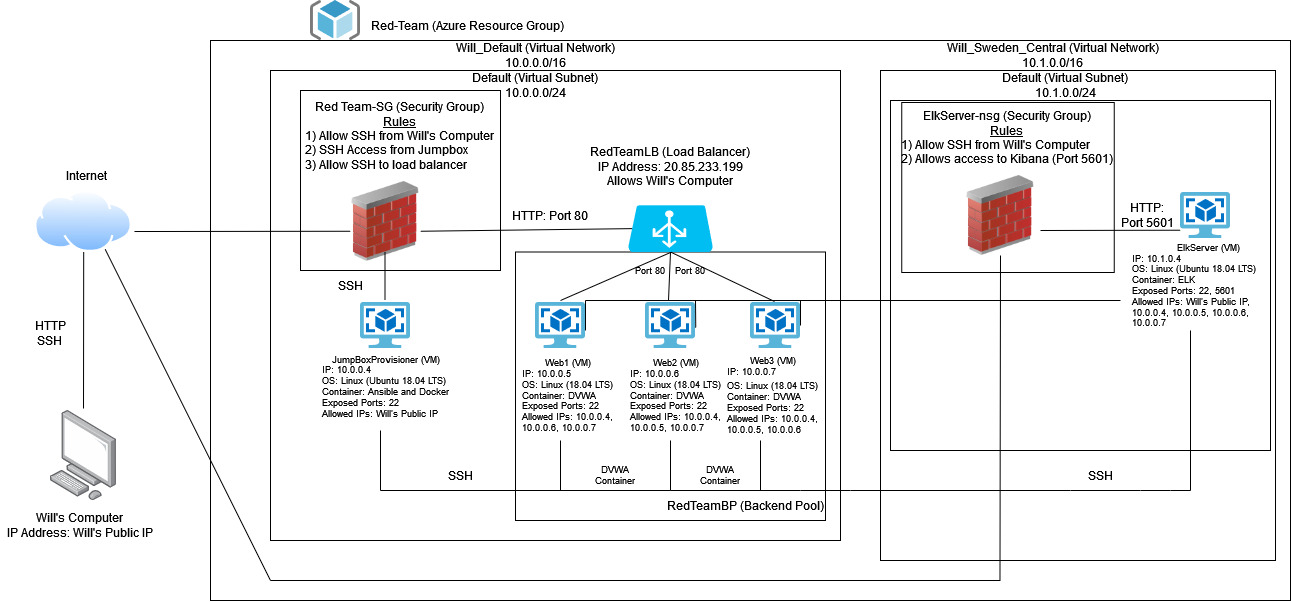 Red-Team (Azure Resource Group)
Will_Default (Virtual Network)
10.0.0.0/16
Default (Virtual Subnet)
10.0.0.0/24
Will_Sweden_Central (Virtual Network)
10.1.0.0/16
Default (Virtual Subnet)
10.1.0.0/24
Red Team-SG (Security Group)
Rules
1) Allow SSH from Will's Computer
2) SSH Access from Jumpbox
3) Allow SSH to load balancer
RedTeamLB (Load Balancer)
IP Address: 20.85.233.199
Allows Will's Computer
ElkServer-nsg (Security Group)
Rules
1) Allow SSH from Will's Computer
2) Allows access to Kibana (Port 5601)
Internet
HTTP: Port 80
HTTP:
Port 5601
Port 80
Port 80
SSH
HTTP
SSH
JumpBoxProvisioner (VM)
IP: 10.0.0.4
OS: Linux (Ubuntu 18.04 LTS)
Container: Ansible and Docker
Exposed Ports: 22
Allowed IPs: Will's Public IP
Web1 (VM)
IP: 10.0.0.5
OS: Linux (18.04 LTS)
Container: DVWA
Exposed Ports: 22
Allowed IPs: 10.0.0.4,
10.0.0.6, 10.0.0.7
Web2 (VM)
IP: 10.0.0.6
OS: Linux (18.04 LTS)
Container: DVWA
Exposed Ports: 22
Allowed IPs: 10.0.0.4,
10.0.0.5, 10.0.0.7
Web3 (VM)
IP: 10.0.0.7
OS: Linux (18.04 LTS)
Container: DVWA
Exposed Ports: 22
Allowed IPs: 10.0.0.4,
10.0.0.5, 10.0.0.6
ElkServer (VM)
IP: 10.1.0.4
OS: Linux (Ubuntu 18.04 LTS)
Container: ELK
Exposed Ports: 22, 5601
Allowed IPs: Will's Public IP,
10.0.0.4, 10.0.0.5, 10.0.0.6,
10.0.0.7
SSH
DVWA
Container
DVWA
Container
SSH
RedTeamBP (Backend Pool)
Will's Computer
IP Address: Will's Public IP